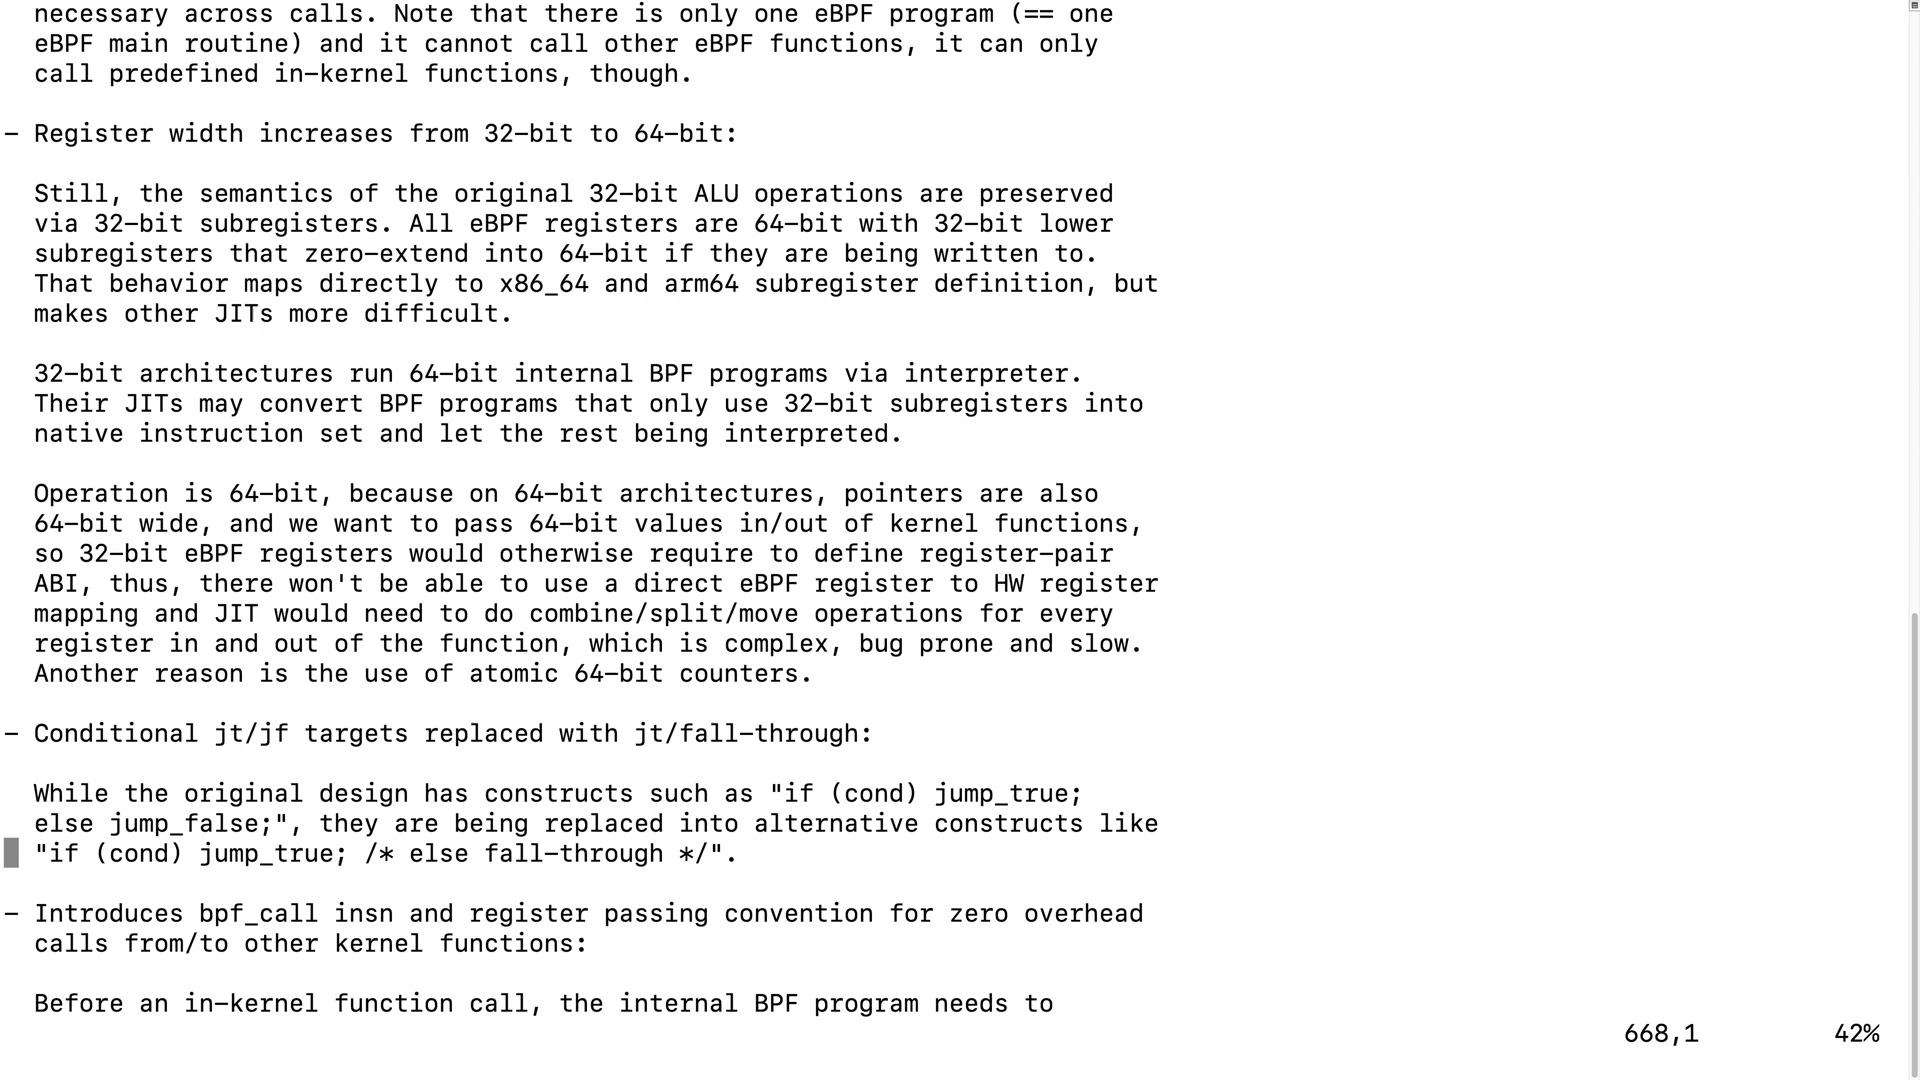 necessary across calls. Note that there is only one eBPF program (== one
eBPF main routine) and it cannot call other eBPF functions, it can only
call predefined in-kernel functions, though.
- Register width increases from 32-bit to 64-bit:
Still, the semantics of the original 32-bit ALU operations are preserved
via 32-bit subregisters. All eBPF registers are 64-bit with 32-bit lower
subregisters that zero-extend into 64-bit if they are being written to.
That behavior maps directly to x86_64 and arm64 subregister definition, but
makes other JITs more difficult.
32-bit architectures run 64-bit internal BPF programs via interpreter.
Their JITs may convert BPF programs that only use 32-bit subregisters into
native instruction set and let the rest being interpreted.
Operation is 64-bit, because on 64-bit architectures, pointers are also
64-bit wide, and we want to pass 64-bit values in/out of kernel functions,
so 32-bit eBPF registers would otherwise require to define register-pair
ABI, thus, there won't be able to use a direct eBPF register to HW register
mapping and JIT would need to do combine/split/move operations for every
register in and out of the function, which is complex, bug prone and slow.
Another reason is the use of atomic 64-bit counters.
- Conditional jt/jf targets replaced with jt/fall-through:
While the original design has constructs such as "if (cond) jump_true;
else jump_false;", they are being replaced into alternative constructs like
"if (cond) jump_true; /* else fall-through */".
- Introduces bpf_call insn and register passing convention for zero overhead
calls from/to other kernel functions:
Before an in-kernel function call, the internal BPF program needs to
668,1 42%